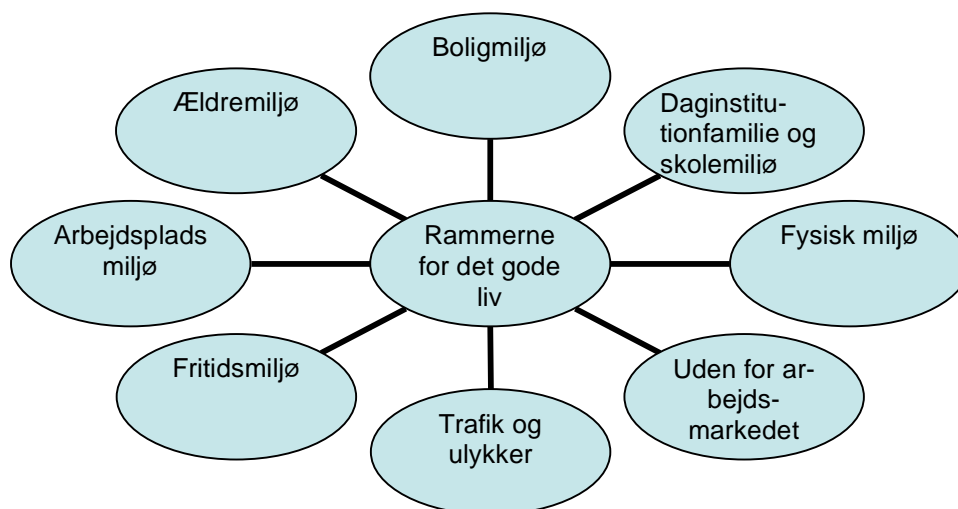 Boligmiljø
Ældremiljø
Daginstitu-
tionfamilie og
skolemiljø
Arbejdsplads
miljø
Rammerne
for det gode
liv
Fysisk miljø
Fritidsmiljø
Uden for ar-
bejds-
markedet
Trafik og
ulykker